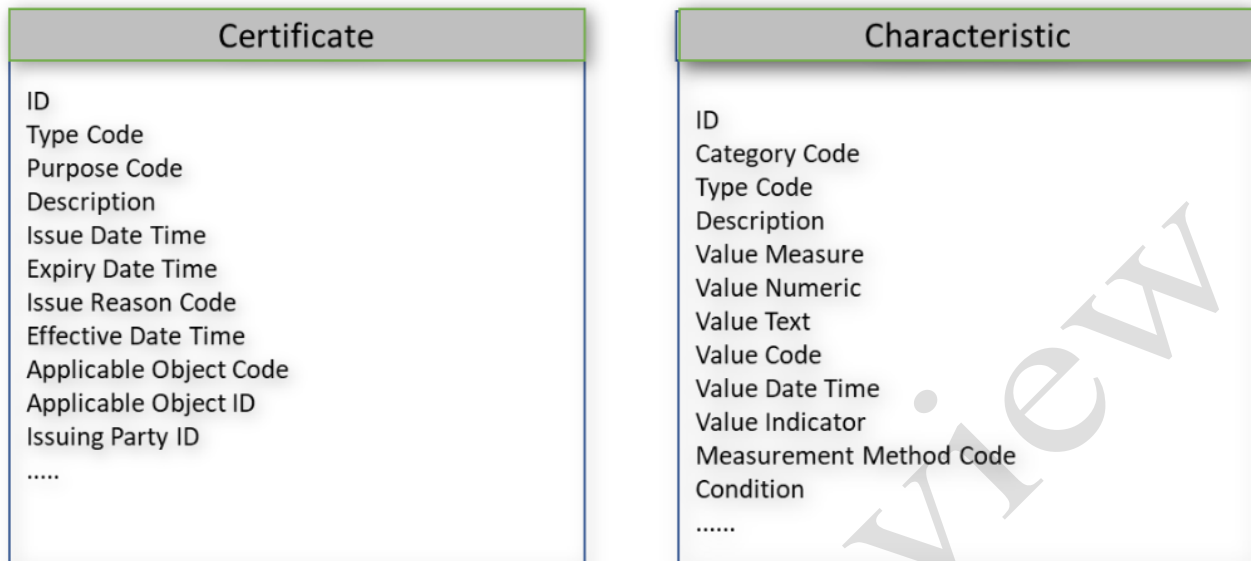 Certificate
ID
Type Code
Purpose Code
Description
Issue Date Time
Expiry Date Time
Issue Reason Code
Effective Date Time
Applicable Object Code
Applicable Object ID
Issuing Party ID
.....
Characteristic
ID
Category Code
Type Code
Description
Value Measure
Value Numeric
Value Text
Value Code
Value Date Time
Value Indicator
Measurement Method Code
Condition
......
view